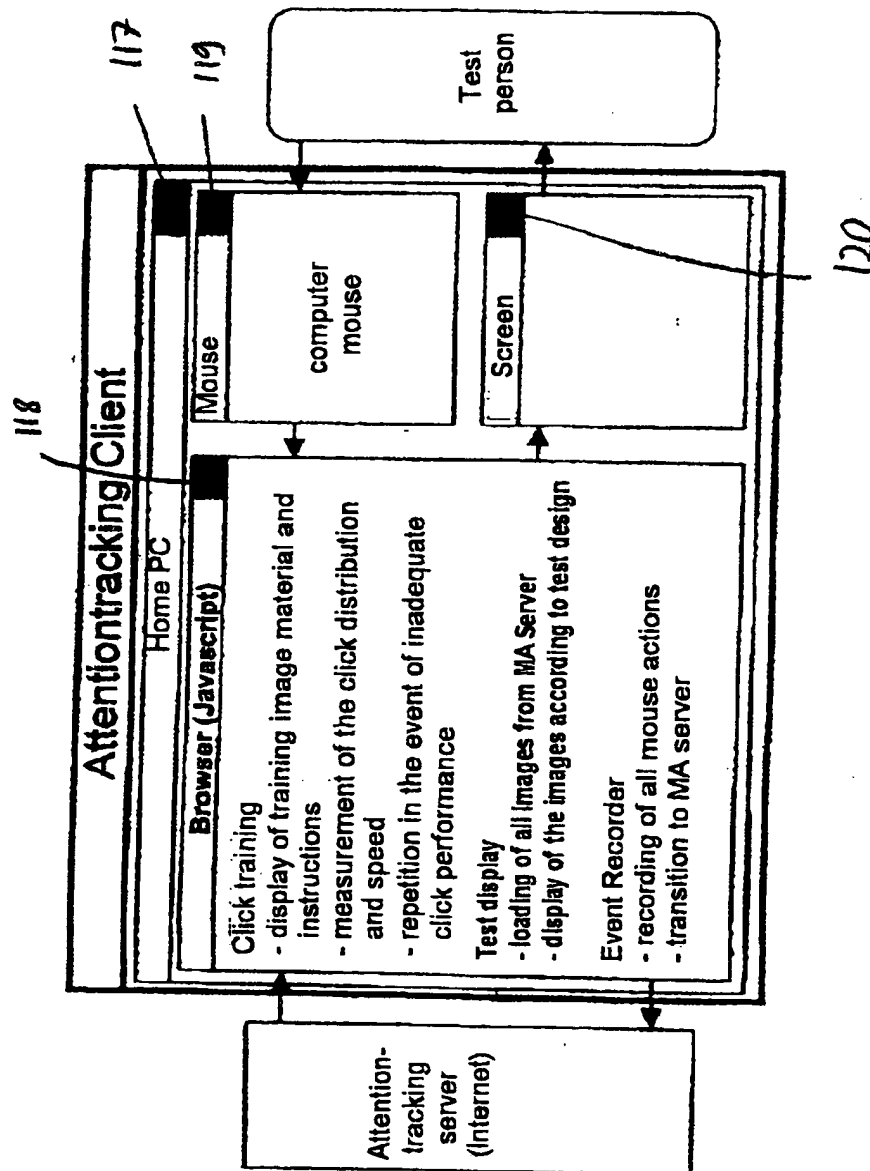 Attentiontracking Client
Home PC
117
Browser (Javascript)
118
Click training
- display of training image material and
instructions
- measurement of the click distribution
and speed
- repetition in the event of inadequate
click performance
Test display
- loading of all images from MA Server
- display of the images according to test design
Event Recorder
- recording of all mouse actions
- transition to MA server
Mouse
119
computer
mouse
Screen
120
Test
person
Attention-
tracking
server
(Internet)